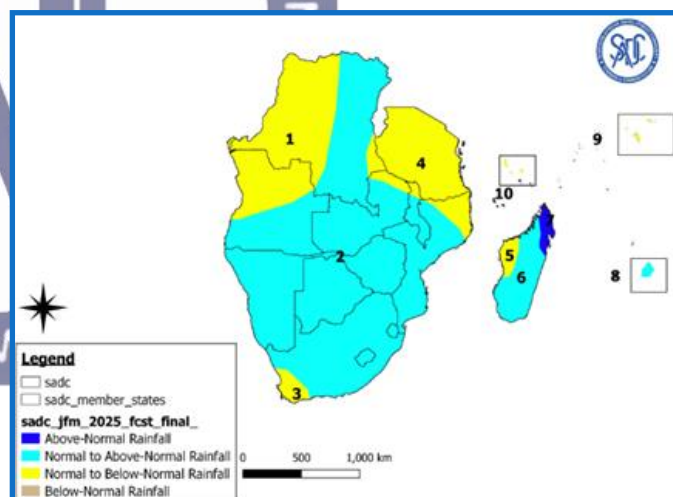 SADC
1
9
4
10
5
2
6
8
3
Legend
sadc
sadc_member_states
sadc_jfm_2025_fcst_final_
Above-Normal Rainfall
Normal to Above-Normal Rainfall
Normal to Below-Normal Rainfall
Below-Normal Rainfall
0 500 1,000 km